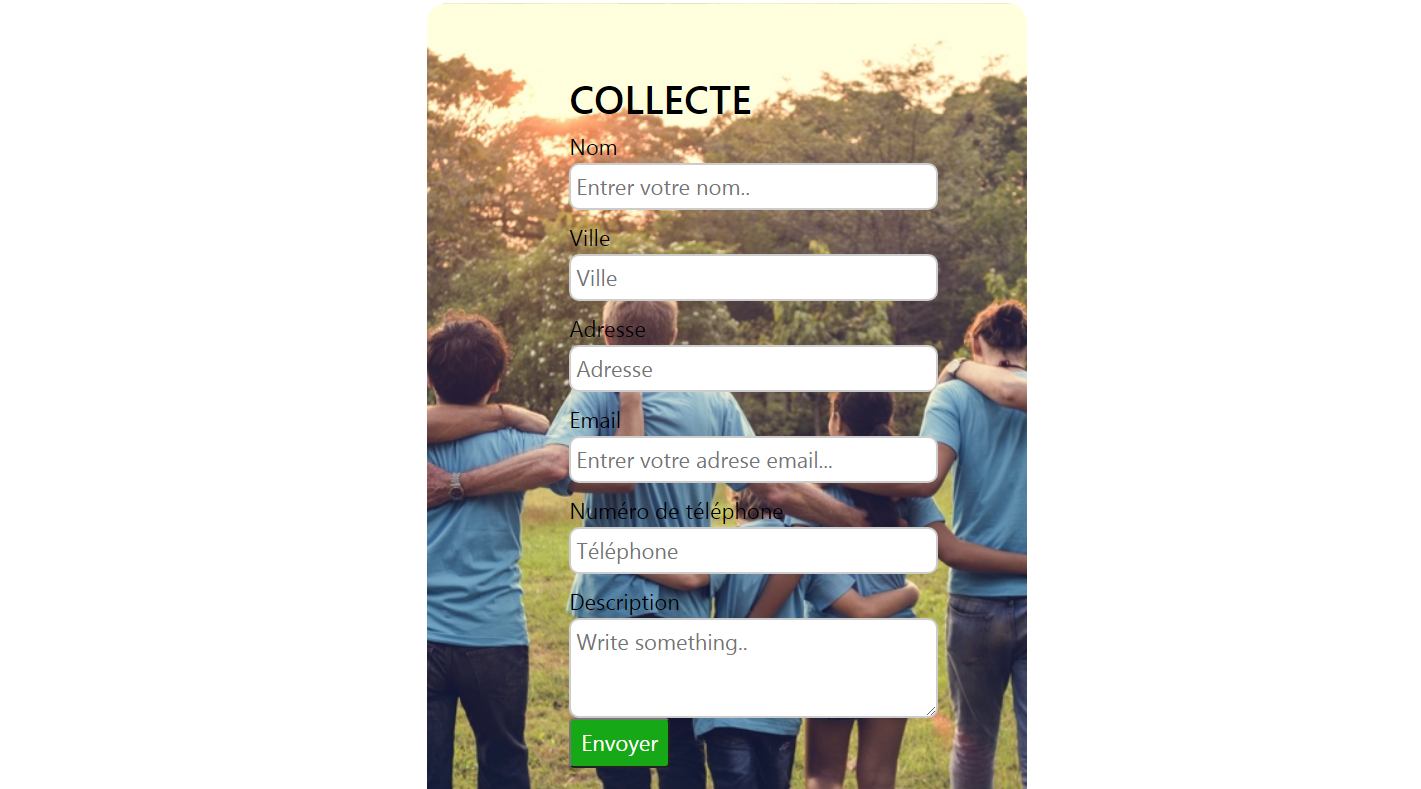 COLLECTE
Nom
Entrer votre nom..
Ville
Ville
Adresse
Adresse
Email
Entrer votre adrese email...
Numéro de téléphone
Téléphone
Description
Write something..
Envoyer